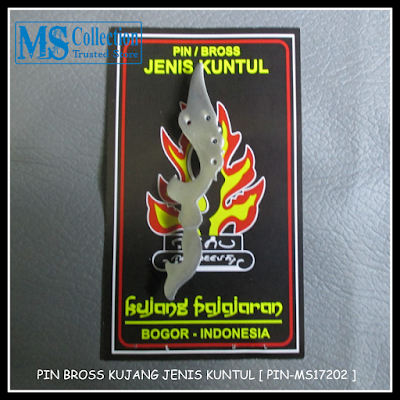 MS Collection
Trusted Store
PIN / BROSS
JENIS KUNTUL
kujang pajajaran
BOGOR - INDONESIA
PIN BROSS KUJANG JENIS KUNTUL [ PIN-MS17202 ]